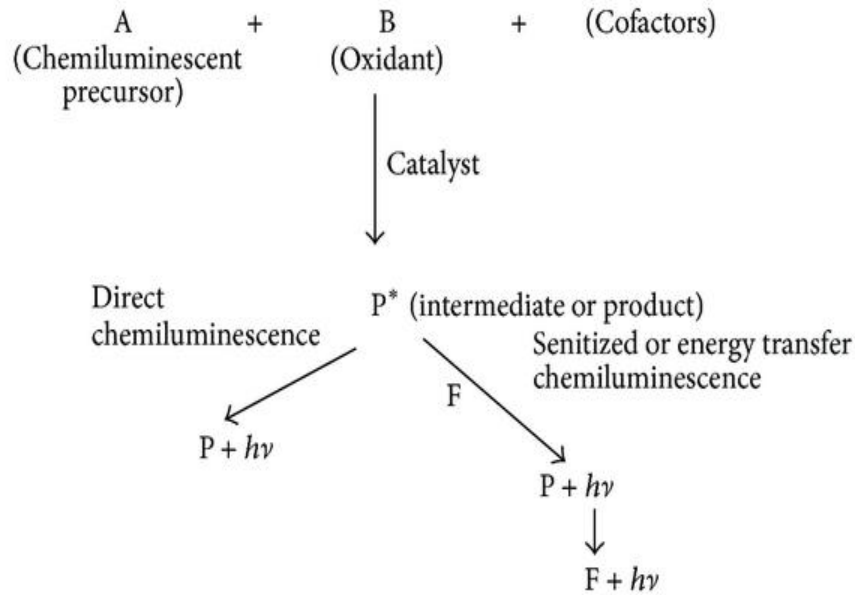 A + B + (Cofactors)
(Chemiluminescent precursor) (Oxidant)
Catalyst
Direct
chemiluminescence
P* (intermediate or product)
Senitized or energy transfer
chemiluminescence
F
P + hν
P + hν
F + hν